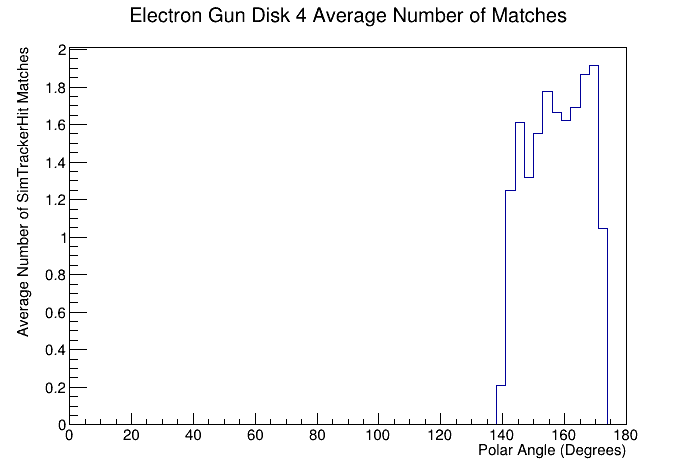 Electron Gun Disk 4 Average Number of Matches
Average Number of SimTrackerHit Matches
2
1.8
1.6
1.4
1.2
1
0.8
0.6
0.4
0.2
0
0 20 40 60 80 100 120 140 160 180
Polar Angle (Degrees)